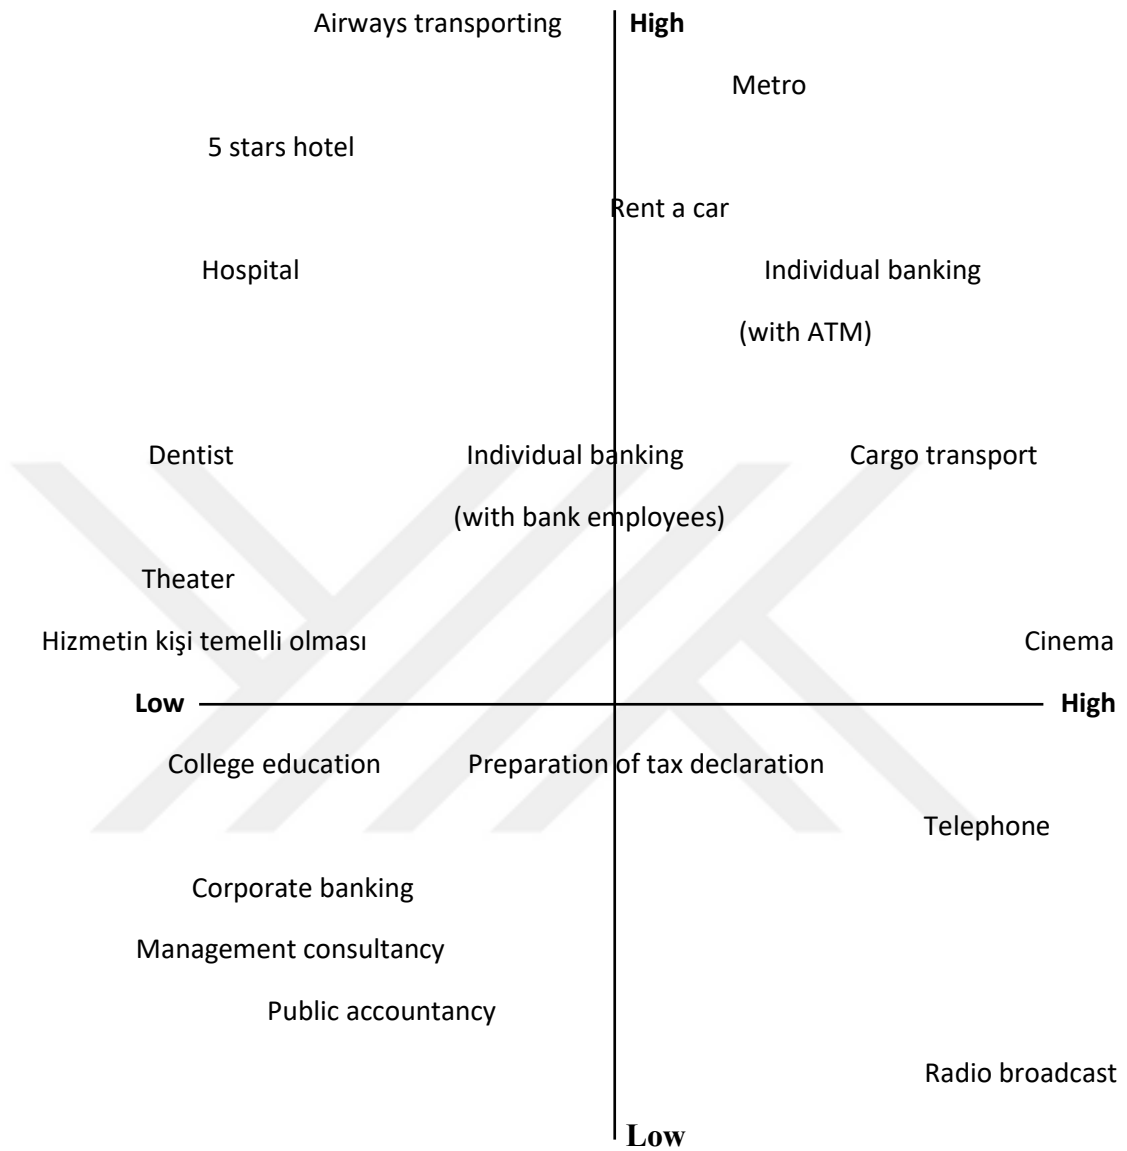 Airways transporting High
Metro
5 stars hotel
Rent a car
Hospital Individual banking
(with ATM)
Dentist Individual banking Cargo transport
(with bank employees)
Theater
Hizmetin kişi temelli olması Cinema
Low High
College education Preparation of tax declaration
Telephone
Corporate banking
Management consultancy
Public accountancy
Radio broadcast
Low